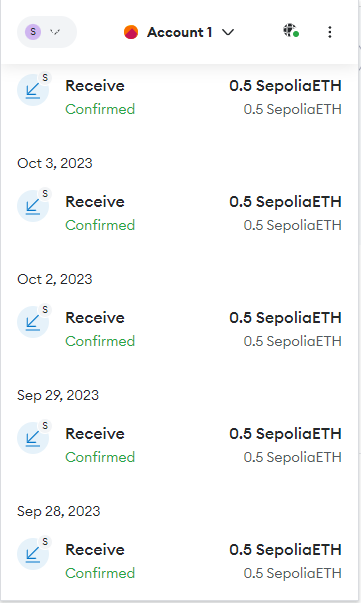 S Account 1
S
Receive 0.5 SepoliaETH
Confirmed 0.5 SepoliaETH
Oct 3, 2023
S
Receive 0.5 SepoliaETH
Confirmed 0.5 SepoliaETH
Oct 2, 2023
S
Receive 0.5 SepoliaETH
Confirmed 0.5 SepoliaETH
Sep 29, 2023
S
Receive 0.5 SepoliaETH
Confirmed 0.5 SepoliaETH
Sep 28, 2023
S
Receive 0.5 SepoliaETH
Confirmed 0.5 SepoliaETH